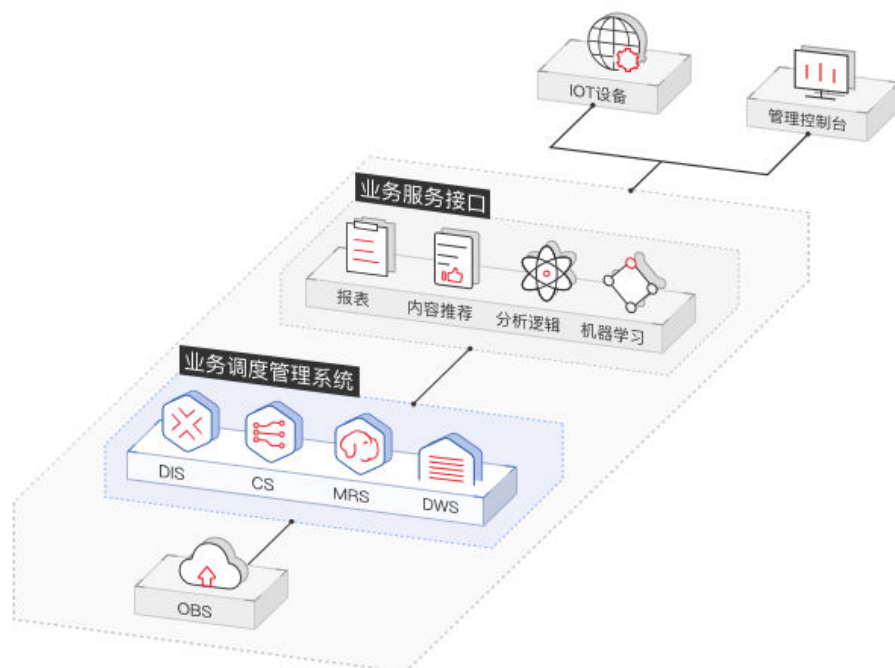 IOT设备
管理控制台
业务服务接口
报表
内容推荐
分析逻辑
机器学习
业务调度管理系统
DIS
CS
MRS
DWS
OBS